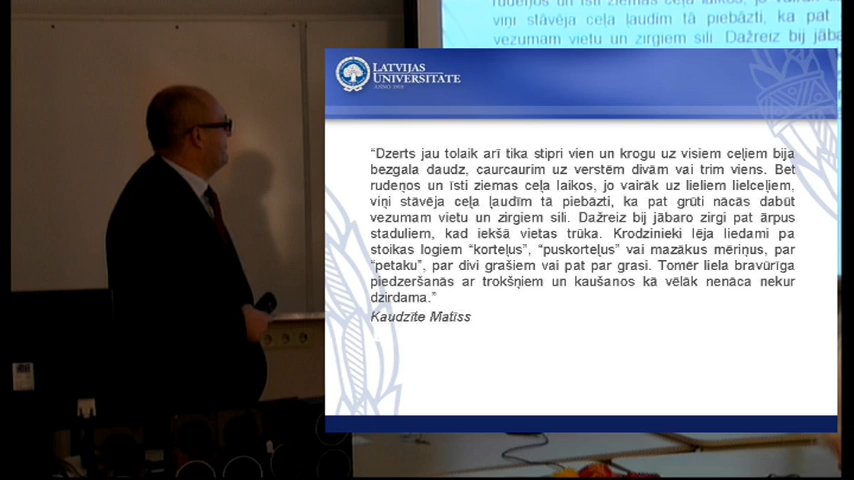 rudeņos un īsti ziemas ceļa laikos, jo vairāk
viņi stāvēja ceļa ļaudīm tā piebāzti, ka pat
vezumam vietu un zirgiem sili. Dažreiz bij jāba
LATVIJAS
UNIVERSITĀTE
ANNO 1919
“Dzerts jau tolaik arī tika stipri vien un krogu uz visiem ceļiem bija
bezgala daudz, caurcaurim uz verstēm divām vai trim viens. Bet
rudeņos un īsti ziemas ceļa laikos, jo vairāk uz lieliem lielceļiem,
viņi stāvēja ceļa ļaudīm tā piebāzti, ka pat grūti nācās dabūt
vezumam vietu un zirgiem sili. Dažreiz bij jābaro zirgi pat ārpus
staduliem, kad iekšā vietas trūka. Krodzinieki lēja liedami pa
stoikas logiem “korteļus”, “puskorteļus” vai mazākus mēriņus, par
“petaku”, par divi grašiem vai pat par grasi. Tomēr liela bravūrīga
piedzeršanās ar trokšņiem un kaušanos kā vēlāk nenāca nekur
dzirdama.”
Kaudzīte Matīss